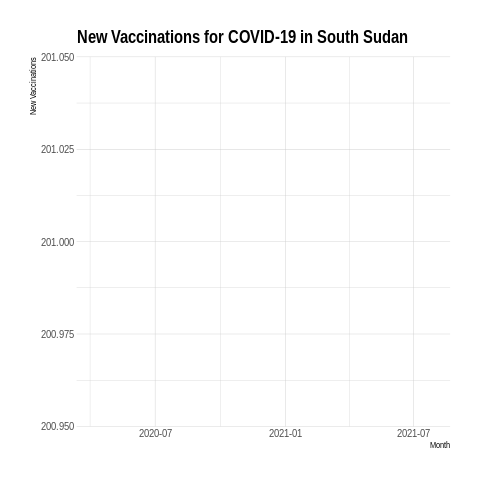 New Vaccinations for COVID-19 in South Sudan
New Vaccinations
201.050
201.025
201.000
200.975
200.950
2020-07
2021-01
2021-07
Month